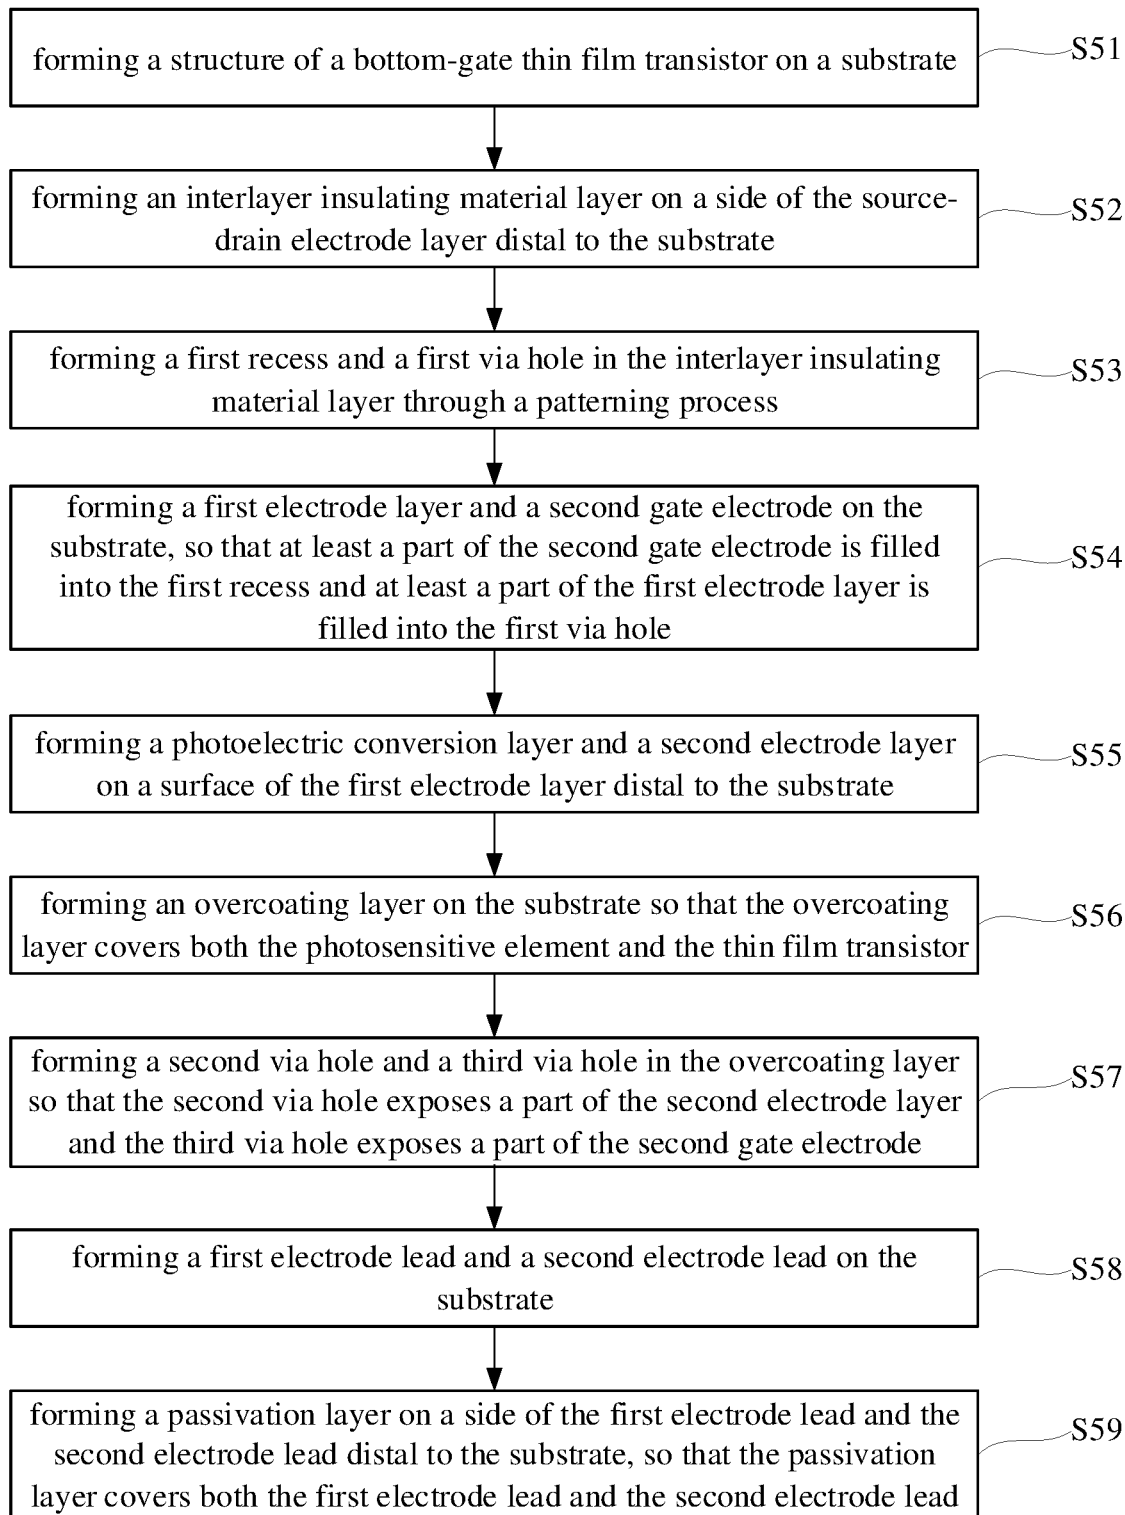 forming a structure of a bottom-gate thin film transistor on a substrate
S51
forming an interlayer insulating material layer on a side of the source-
drain electrode layer distal to the substrate
S52
forming a first recess and a first via hole in the interlayer insulating
material layer through a patterning process
S53
forming a first electrode layer and a second gate electrode on the
substrate, so that at least a part of the second gate electrode is filled
into the first recess and at least a part of the first electrode layer is
filled into the first via hole
S54
forming a photoelectric conversion layer and a second electrode layer
on a surface of the first electrode layer distal to the substrate
S55
forming an overcoating layer on the substrate so that the overcoating
layer covers both the photosensitive element and the thin film transistor
S56
forming a second via hole and a third via hole in the overcoating layer
so that the second via hole exposes a part of the second electrode layer
and the third via hole exposes a part of the second gate electrode
S57
forming a first electrode lead and a second electrode lead on the
substrate
S58
forming a passivation layer on a side of the first electrode lead and the
second electrode lead distal to the substrate, so that the passivation
layer covers both the first electrode lead and the second electrode lead
S59